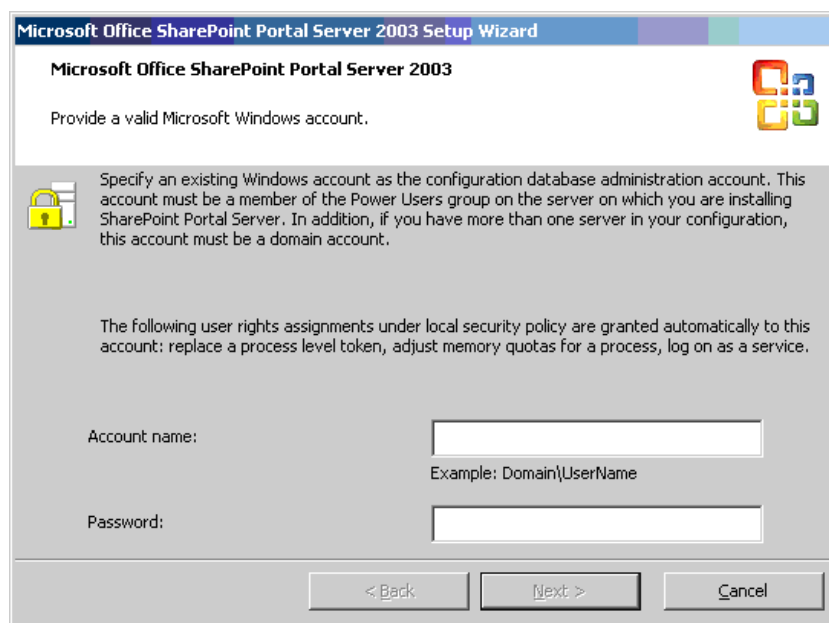 Microsoft Office SharePoint Portal Server 2003 Setup Wizard
Microsoft Office SharePoint Portal Server 2003
Provide a valid Microsoft Windows account.
Specify an existing Windows account as the configuration database administration account. This
account must be a member of the Power Users group on the server on which you are installing
SharePoint Portal Server. In addition, if you have more than one server in your configuration,
this account must be a domain account.
The following user rights assignments under local security policy are granted automatically to this
account: replace a process level token, adjust memory quotas for a process, log on as a service.
Account name:
Example: Domain\UserName
Password:
< Back
Next >
Cancel